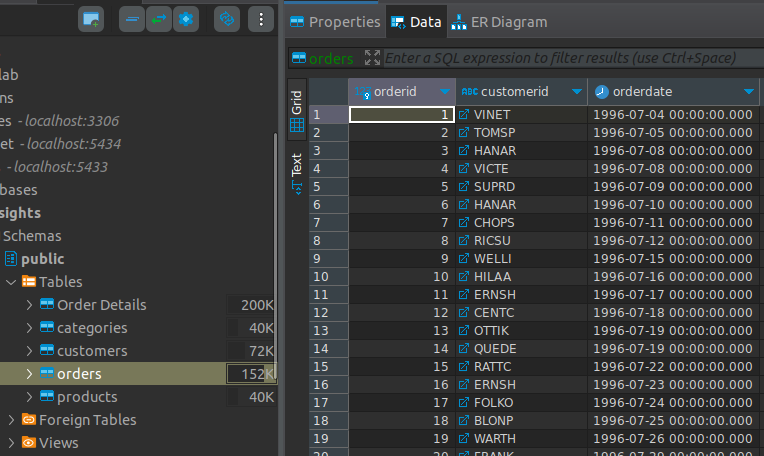 Properties Data ER Diagram
orders Enter a SQL expression to filter results (use Ctrl+Space)
lab
ns
es - localhost:3306
et - localhost:5434
- localhost:5433
bases
sights
Schemas
public
Tables
Order Details 200K
categories 40K
customers 72K
orders 152K
products 40K
Foreign Tables
Views
Grid
Text
orderid customerid orderdate
1 1 VINET 1996-07-04 00:00:00.000
2 2 TOMSP 1996-07-05 00:00:00.000
3 3 HANAR 1996-07-08 00:00:00.000
4 4 VICTE 1996-07-08 00:00:00.000
5 5 SUPRD 1996-07-09 00:00:00.000
6 6 HANAR 1996-07-10 00:00:00.000
7 7 CHOPS 1996-07-11 00:00:00.000
8 8 RICSU 1996-07-12 00:00:00.000
9 9 WELLI 1996-07-15 00:00:00.000
10 10 HILAA 1996-07-16 00:00:00.000
11 11 ERNSH 1996-07-17 00:00:00.000
12 12 CENTC 1996-07-18 00:00:00.000
13 13 OTTIK 1996-07-19 00:00:00.000
14 14 QUEDE 1996-07-19 00:00:00.000
15 15 RATTC 1996-07-22 00:00:00.000
16 16 ERNSH 1996-07-23 00:00:00.000
17 17 FOLKO 1996-07-24 00:00:00.000
18 18 BLONP 1996-07-25 00:00:00.000
19 19 WARTH 1996-07-26 00:00:00.000